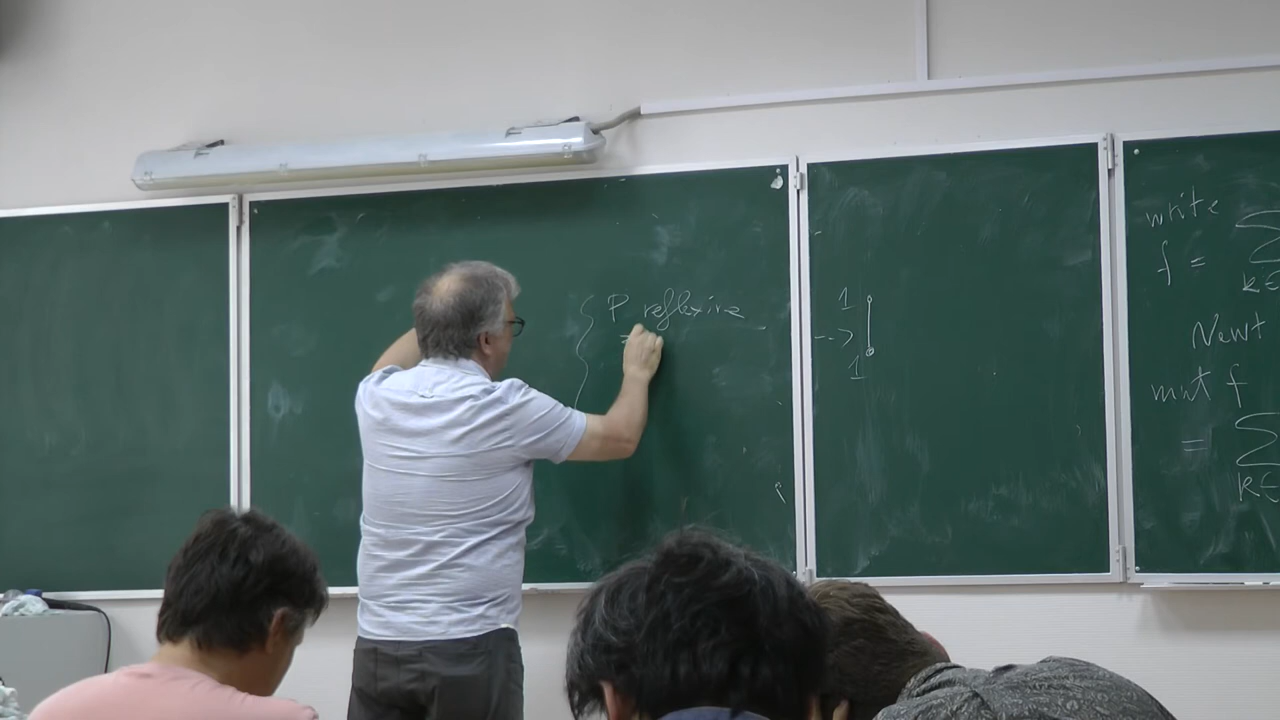 P reflexive
1
-->
1
write
f = ∑
k∈
Newt
mut f
= ∑
k∈